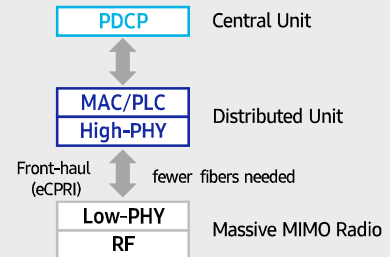 PDCP
Central Unit
MAC/PLC
High-PHY
Distributed Unit
Front-haul
(eCPRI)
fewer fibers needed
Low-PHY
RF
Massive MIMO Radio